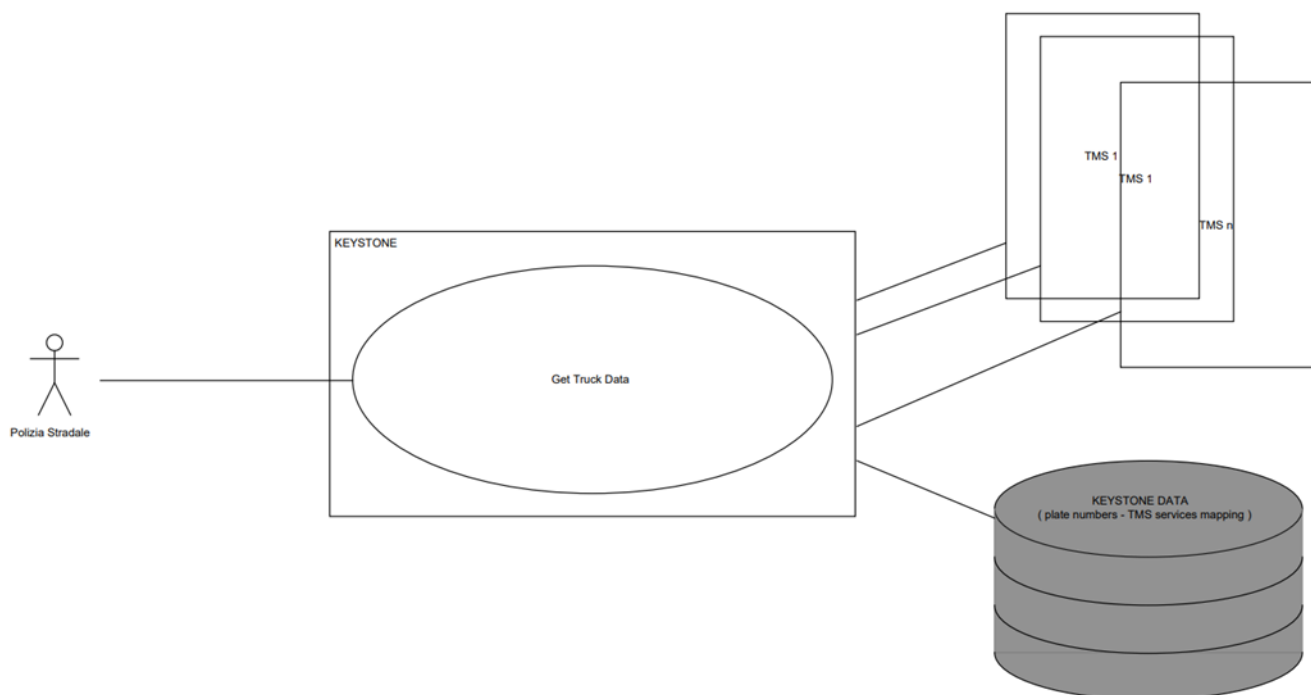 TMS 1
TMS 1
TMS n
KEYSTONE
Get Truck Data
Polizia Stradale
KEYSTONE DATA
( plate numbers - TMS services mapping )